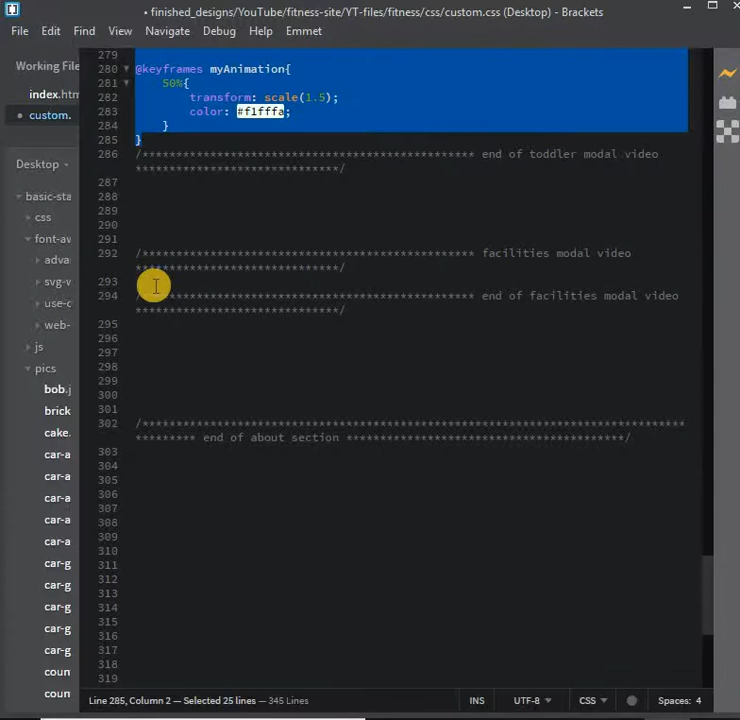 • finished_designs/YouTube/fitness-site/YT-files/fitness/css/custom.css (Desktop) - Brackets
File Edit Find View Navigate Debug Help Emmet
Working File
index.htm
• custom.
Desktop
basic-sta
css
font-av
adva
svg-v
use-c
web-
js
pics
bob.j
brick
cake.
car-a
car-a
car-a
car-a
car-g
car-g
car-g
car-g
car-g
coun
coun
279
280 @keyframes myAnimation{
281 50%{
282 transform: scale(1.5);
283 color: #f1fffa;
284 }
285 }
286 /************************************************** end of toddler modal video
******************************/
287
288
289
290
291
292 /************************************************** facilities modal video
******************************/
293
294 /************************************************** end of facilities modal video
******************************/
295
296
297
298
299
300
301
302 /********************************************************************************
********* end of about section *****************************************/
303
304
305
306
307
308
309
310
311
312
313
314
315
316
317
318
319
Line 285, Column 2 — Selected 25 lines — 345 Lines
INS UTF-8 CSS Spaces: 4